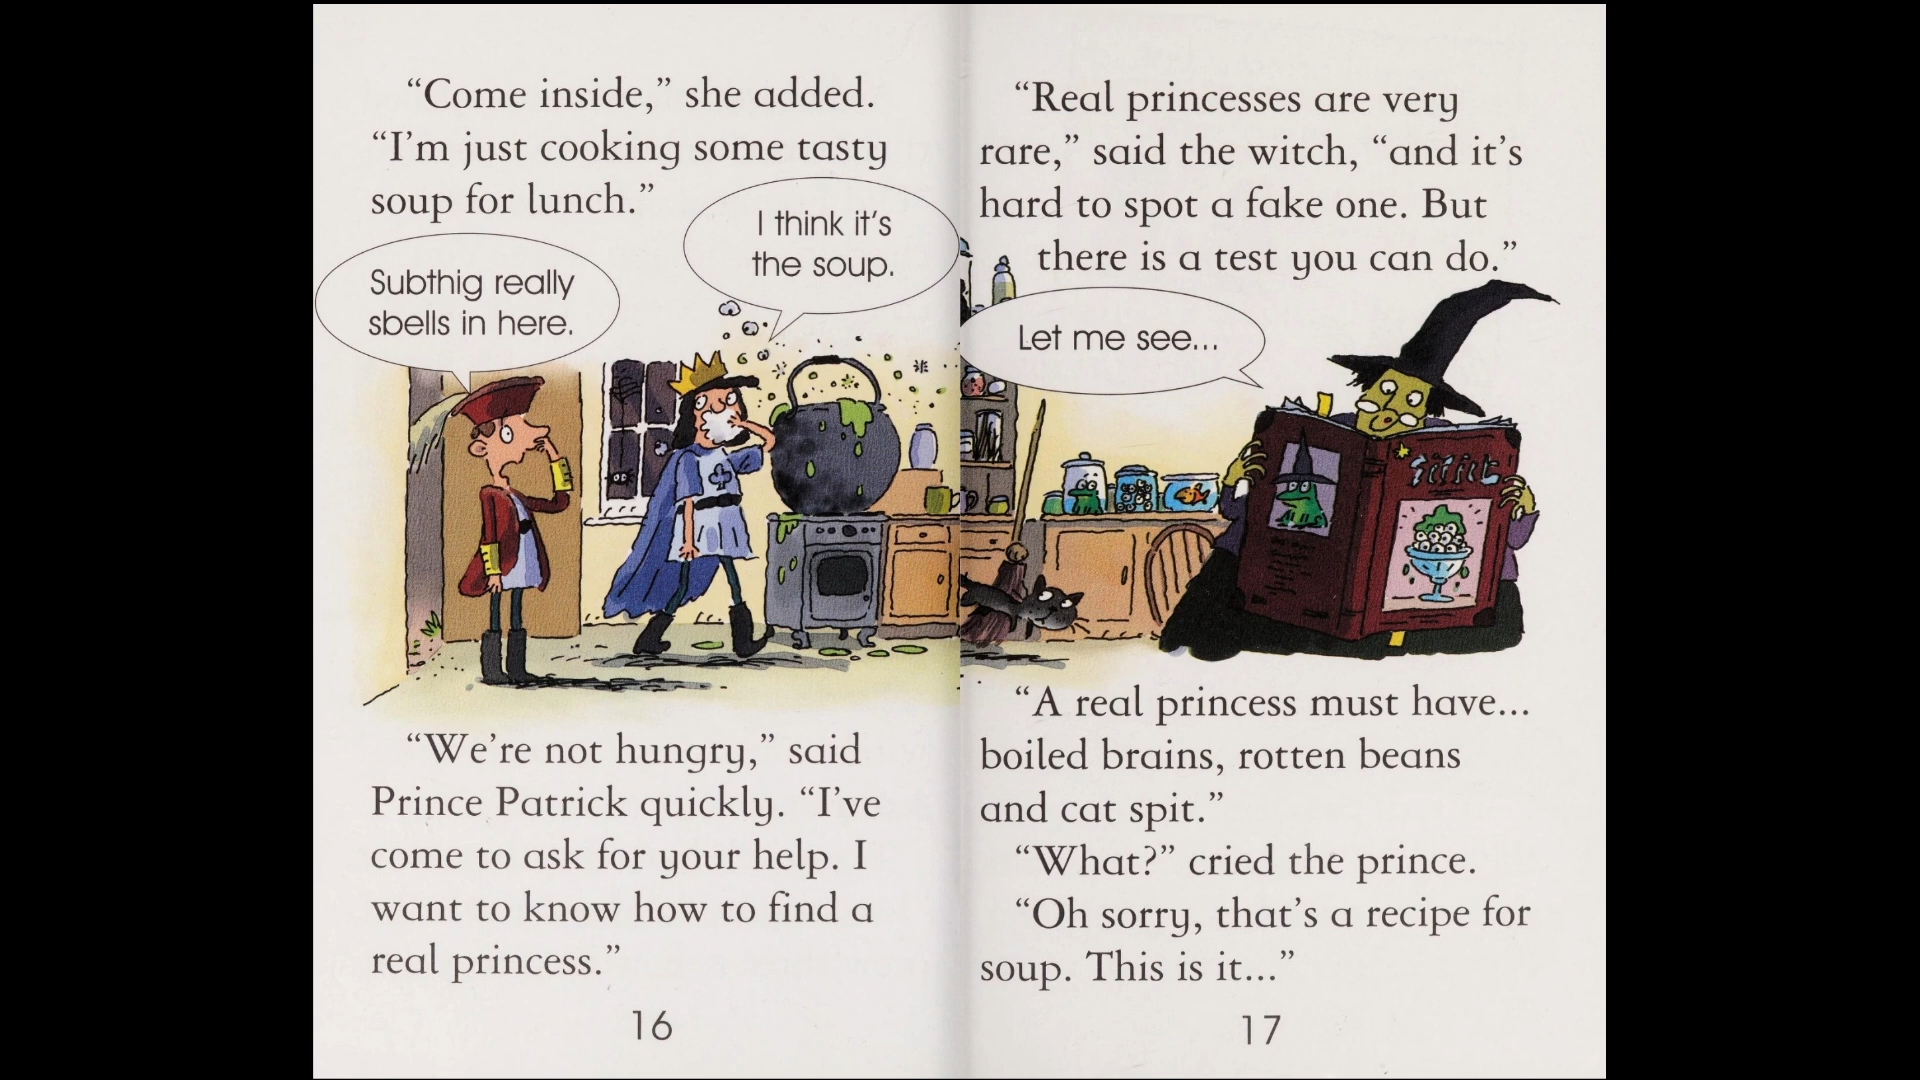 “Come inside,” she added.
“I’m just cooking some tasty
soup for lunch.”
I think it’s
the soup.
Subthig really
sbells in here.
“We’re not hungry,” said
Prince Patrick quickly. “I’ve
come to ask for your help. I
want to know how to find a
real princess.”
16
“Real princesses are very
rare,” said the witch, “and it’s
hard to spot a fake one. But
there is a test you can do.”
Let me see...
“A real princess must have...
boiled brains, rotten beans
and cat spit.”
“What?” cried the prince.
“Oh sorry, that’s a recipe for
soup. This is it...”
17